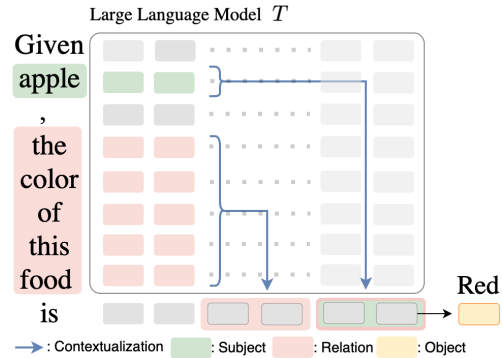 Large Language Model T
Given
apple
,
the
color
of
this
food
is
Red
: Contextualization : Subject : Relation : Object